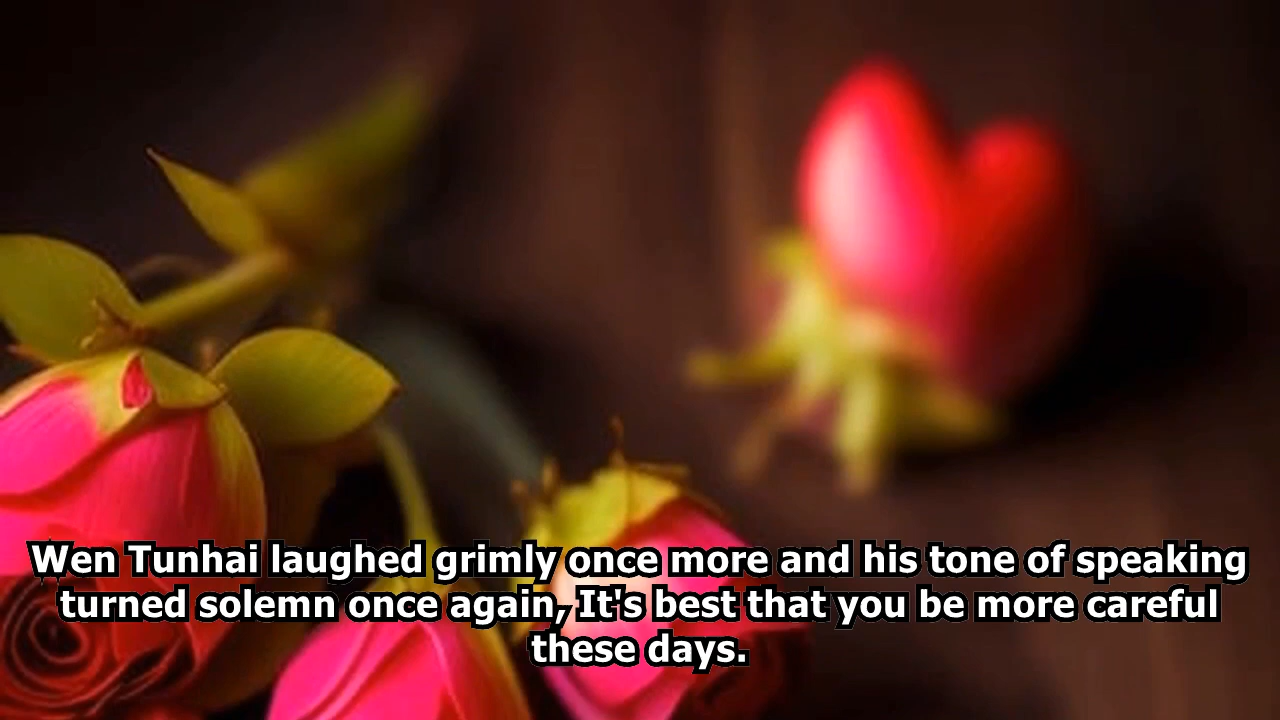 Wen Tunhai laughed grimly once more and his tone of speaking
turned solemn once again, It's best that you be more careful
these days.